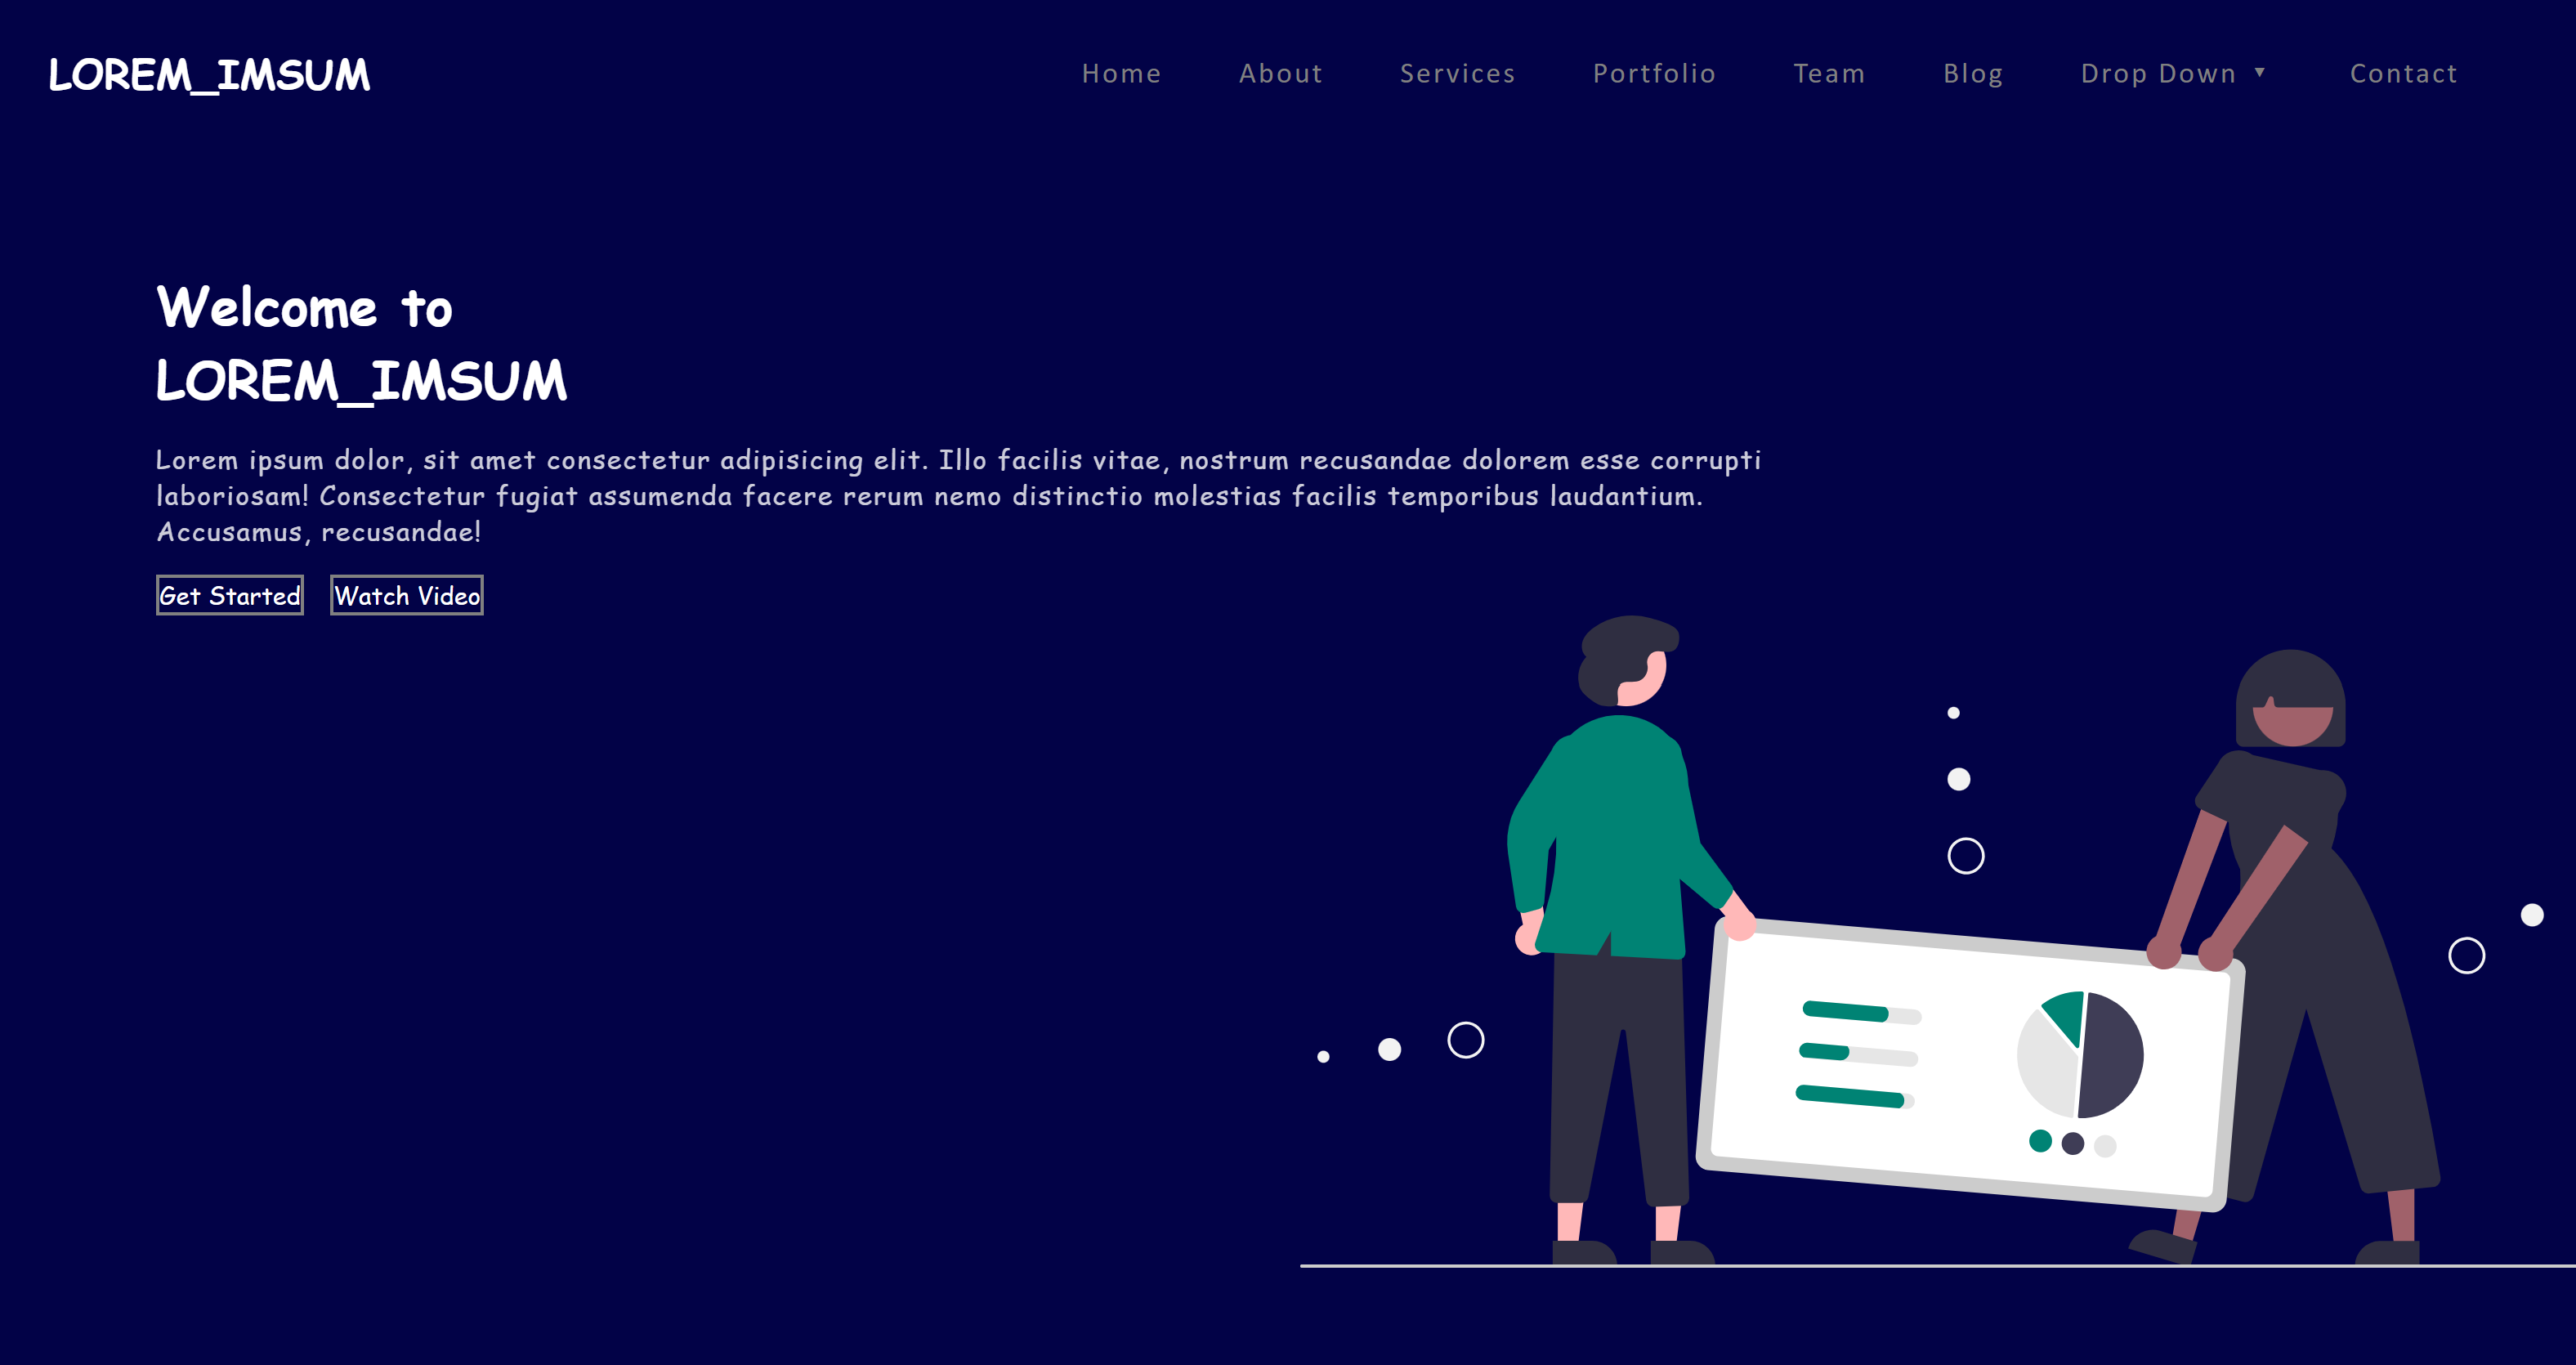 LOREM_IMSUM
Home About Services Portfolio Team Blog Drop Down ▼ Contact
Welcome to
LOREM_IMSUM
Lorem ipsum dolor, sit amet consectetur adipisicing elit. Illo facilis vitae, nostrum recusandae dolorem esse corrupti
laboriosam! Consectetur fugiat assumenda facere rerum nemo distinctio molestias facilis temporibus laudantium.
Accusamus, recusandae!
Get Started Watch Video